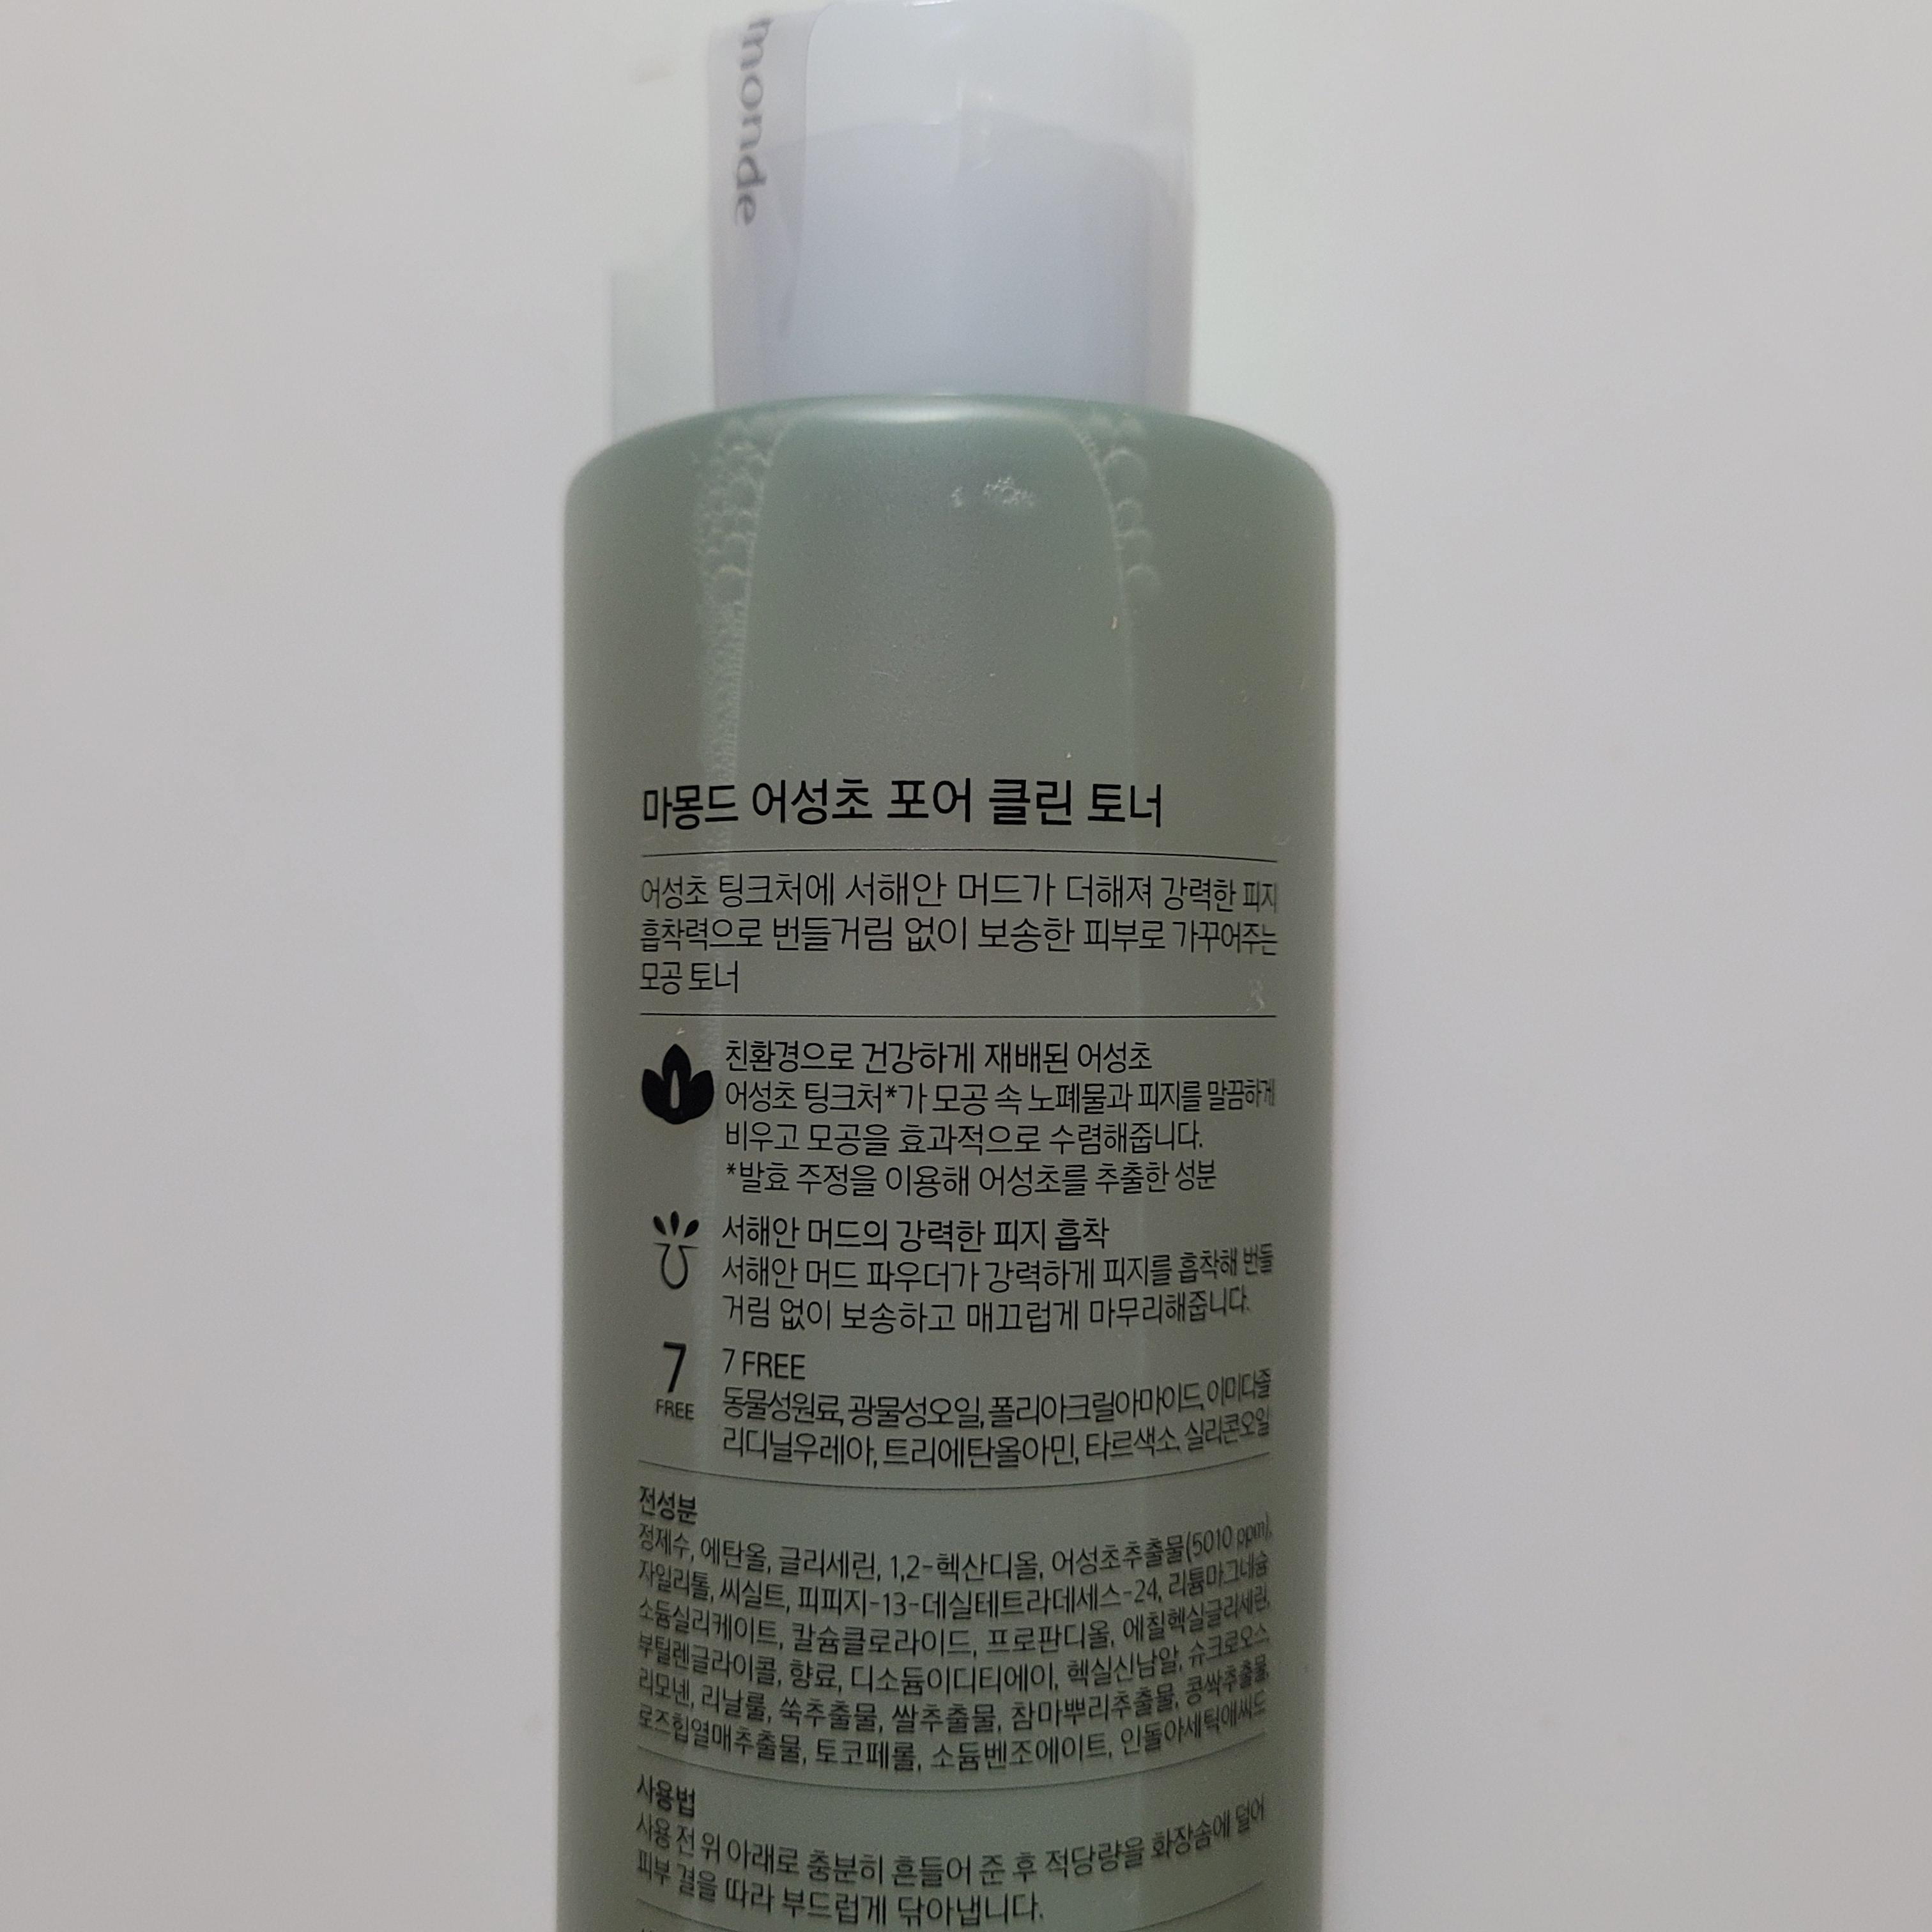 monde
마몽드 어성초 포어 클린 토너
어성초 팅크처에 서해안 머드가 더해져 강력한 피지
흡착력으로 번들거림 없이 보송한 피부로 가꾸어주는
모공 토너
친환경으로 건강하게 재배된 어성초
어성초 팅크처*가 모공 속 노폐물과 피지를 말끔하게
비우고 모공을 효과적으로 수렴해줍니다.
*발효 주정을 이용해 어성초를 추출한 성분
서해안 머드의 강력한 피지 흡착
서해안 머드 파우더가 강력하게 피지를 흡착해 번들
거림 없이 보송하고 매끄럽게 마무리해줍니다.
7 FREE
7 FREE
동물성원료, 광물성오일, 폴리아크릴아마이드, 이미다졸
리디닐우레아, 트리에탄올아민, 타르색소, 실리콘오일
전성분
정제수, 에탄올, 글리세린, 1,2-헥산디올, 어성초추출물(5010 ppm),
자일리톨, 씨실트, 피피지-13-데실테트라데세스-24, 리튬마그네슘
소듐실리케이트, 칼슘클로라이드, 프로판디올, 에칠헥실글리세린,
부틸렌글라이콜, 향료, 디소듐이디티에이, 헥실신남알, 슈크로오스
리모넨, 리날룰, 쑥추출물, 쌀추출물, 참마뿌리추출물, 콩싹추출물,
로즈힙열매추출물, 토코페롤, 소듐벤조에이트, 인돌아세틱애씨드
사용법
사용 전 위 아래로 충분히 흔들어 준 후 적당량을 화장솜에 덜어
피부 결을 따라 부드럽게 닦아냅니다.